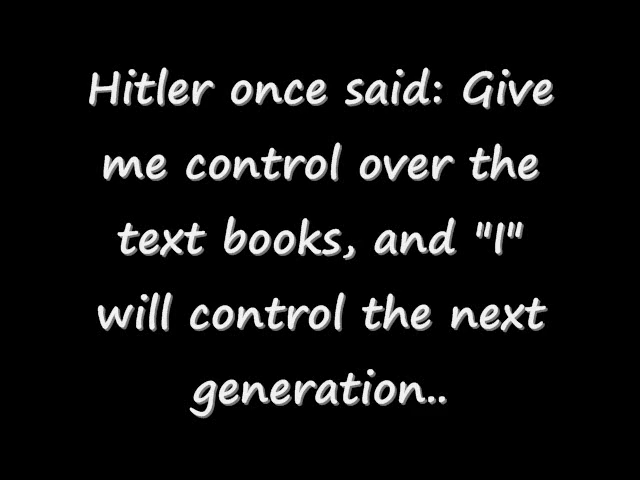 Hitler once said: Give
me control over the
text books, and "I"
will control the next
generation..